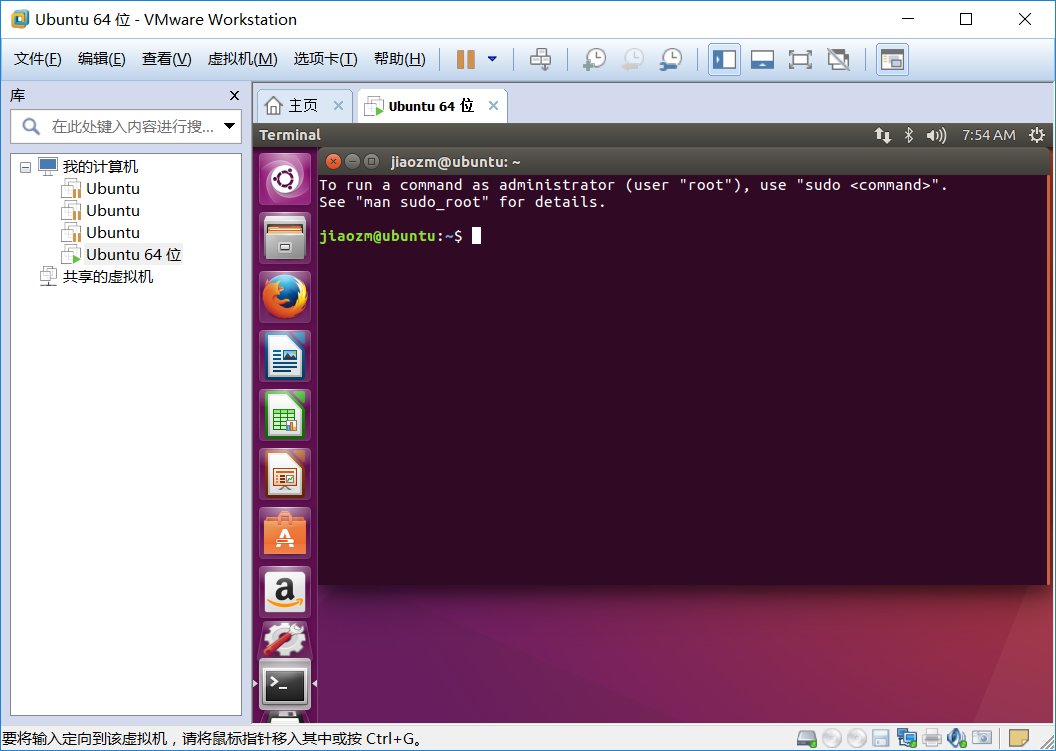 Ubuntu 64 位 - VMware Workstation
文件(F) 编辑(E) 查看(V) 虚拟机(M) 选项卡(T) 帮助(H)
库
在此处键入内容进行搜...
我的计算机
Ubuntu
Ubuntu
Ubuntu
Ubuntu 64 位
共享的虚拟机
主页
Ubuntu 64 位
Terminal
7:54 AM
jiaozm@ubuntu: ~
To run a command as administrator (user "root"), use "sudo <command>".
See "man sudo_root" for details.
jiaozm@ubuntu:~$
要将输入定向到该虚拟机，请将鼠标指针移入其中或按 Ctrl+G。